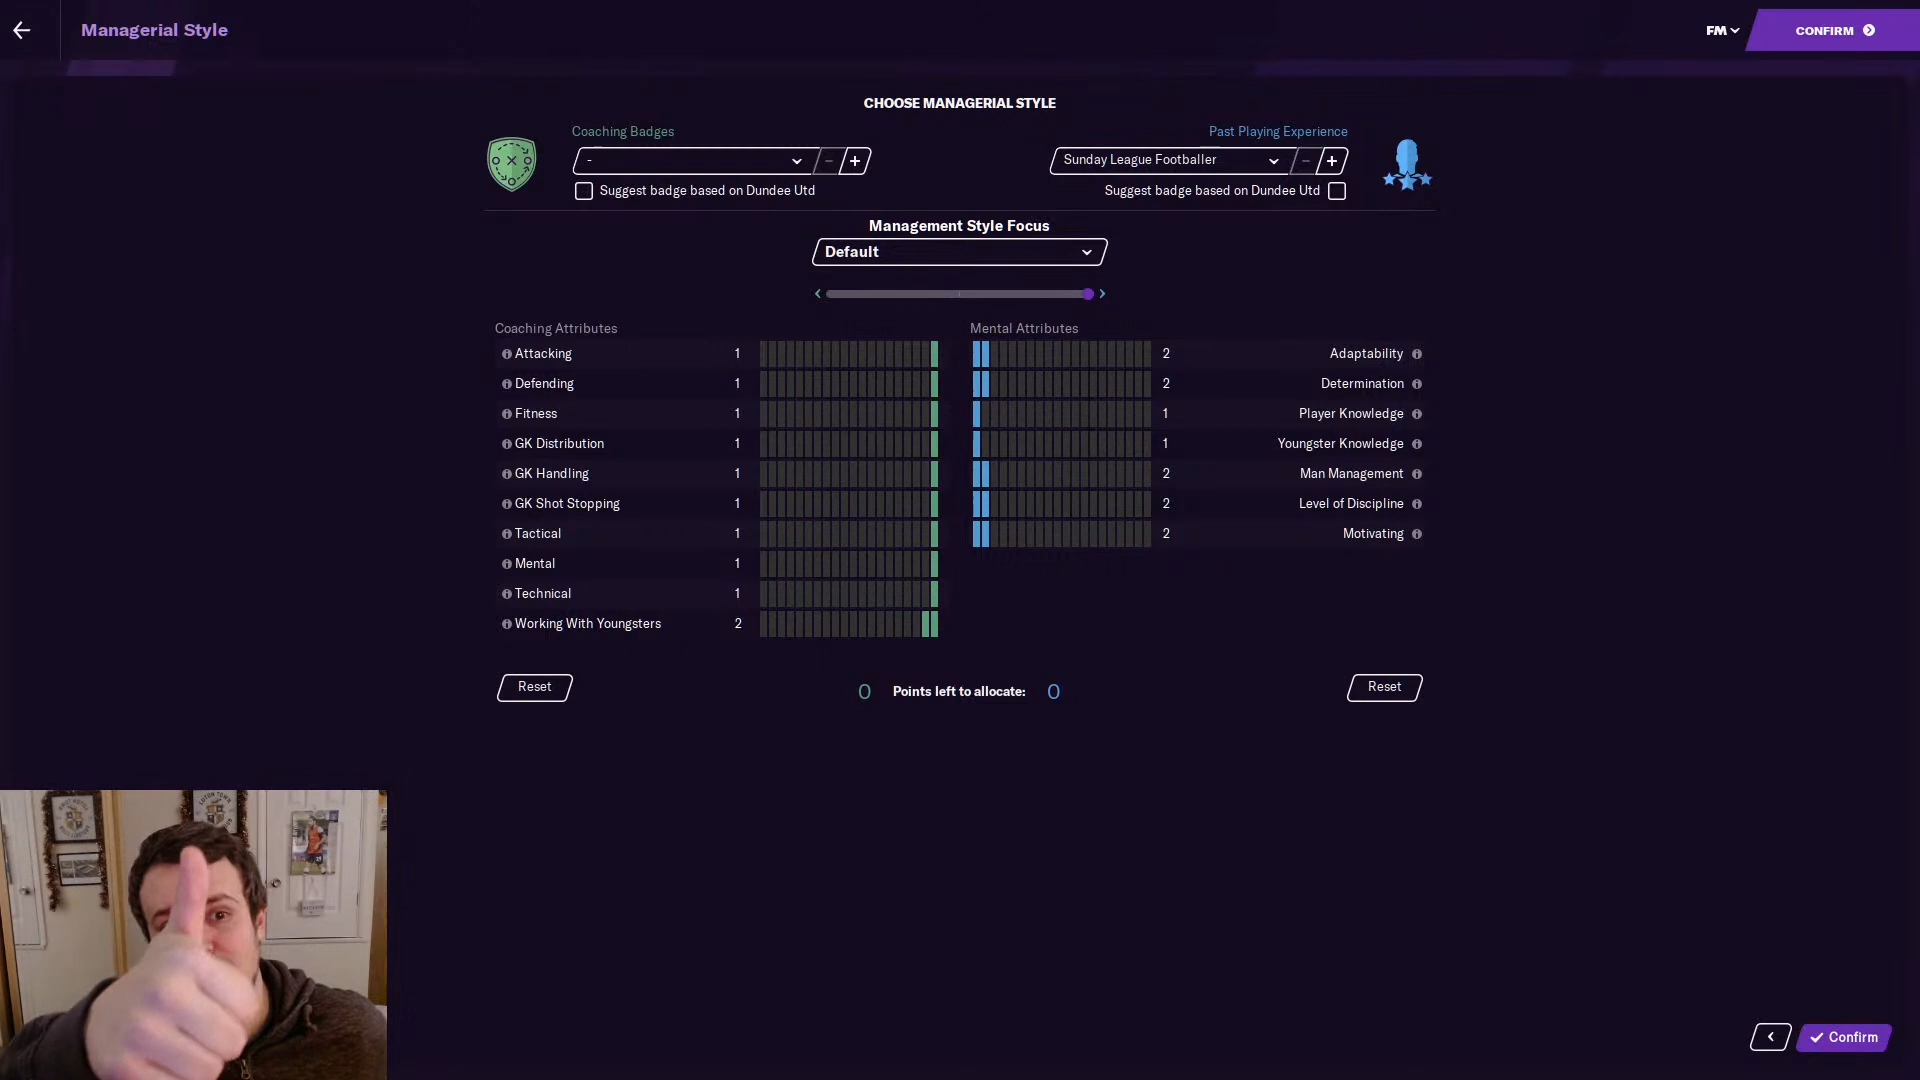 Managerial Style
FM
CONFIRM
CHOOSE MANAGERIAL STYLE
Coaching Badges
Past Playing Experience
-
Sunday League Footballer
Suggest badge based on Dundee Utd
Suggest badge based on Dundee Utd
Management Style Focus
Default
Coaching Attributes
Mental Attributes
Attacking 1
2 Adaptability
Defending 1
2 Determination
Fitness 1
1 Player Knowledge
GK Distribution 1
1 Youngster Knowledge
GK Handling 1
2 Man Management
GK Shot Stopping 1
2 Level of Discipline
Tactical 1
2 Motivating
Mental 1
Technical 1
Working With Youngsters 2
Reset
0 Points left to allocate: 0
Reset
LUTON TOWN
Confirm